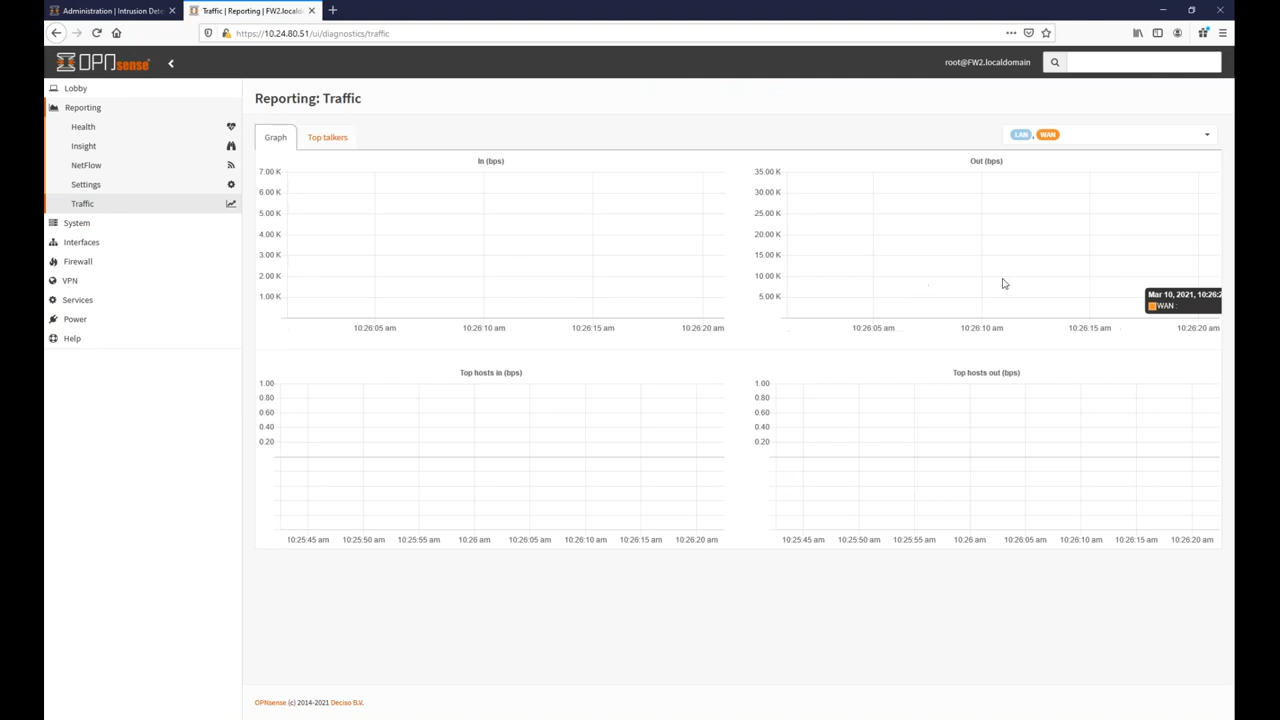 Administration | Intrusion Dete
Traffic | Reporting | FW2.locald
https://10.24.80.51/ui/diagnostics/traffic
OPNsense
root@FW2.localdomain
Lobby
Reporting
Health
Insight
NetFlow
Settings
Traffic
System
Interfaces
Firewall
VPN
Services
Power
Help
Reporting: Traffic
Graph
Top talkers
LAN, WAN
In (bps)
7.00 K
6.00 K
5.00 K
4.00 K
3.00 K
2.00 K
1.00 K
10:26:05 am 10:26:10 am 10:26:15 am 10:26:20 am
Out (bps)
35.00 K
30.00 K
25.00 K
20.00 K
15.00 K
10.00 K
5.00 K
Mar 10, 2021, 10:26:2
WAN :
10:26:05 am 10:26:10 am 10:26:15 am 10:26:20 am
Top hosts in (bps)
1.00
0.80
0.60
0.40
0.20
10:25:45 am 10:25:50 am 10:25:55 am 10:26 am 10:26:05 am 10:26:10 am 10:26:15 am 10:26:20 am
Top hosts out (bps)
1.00
0.80
0.60
0.40
0.20
10:25:45 am 10:25:50 am 10:25:55 am 10:26 am 10:26:05 am 10:26:10 am 10:26:15 am 10:26:20 am
OPNsense (c) 2014-2021 Deciso B.V.